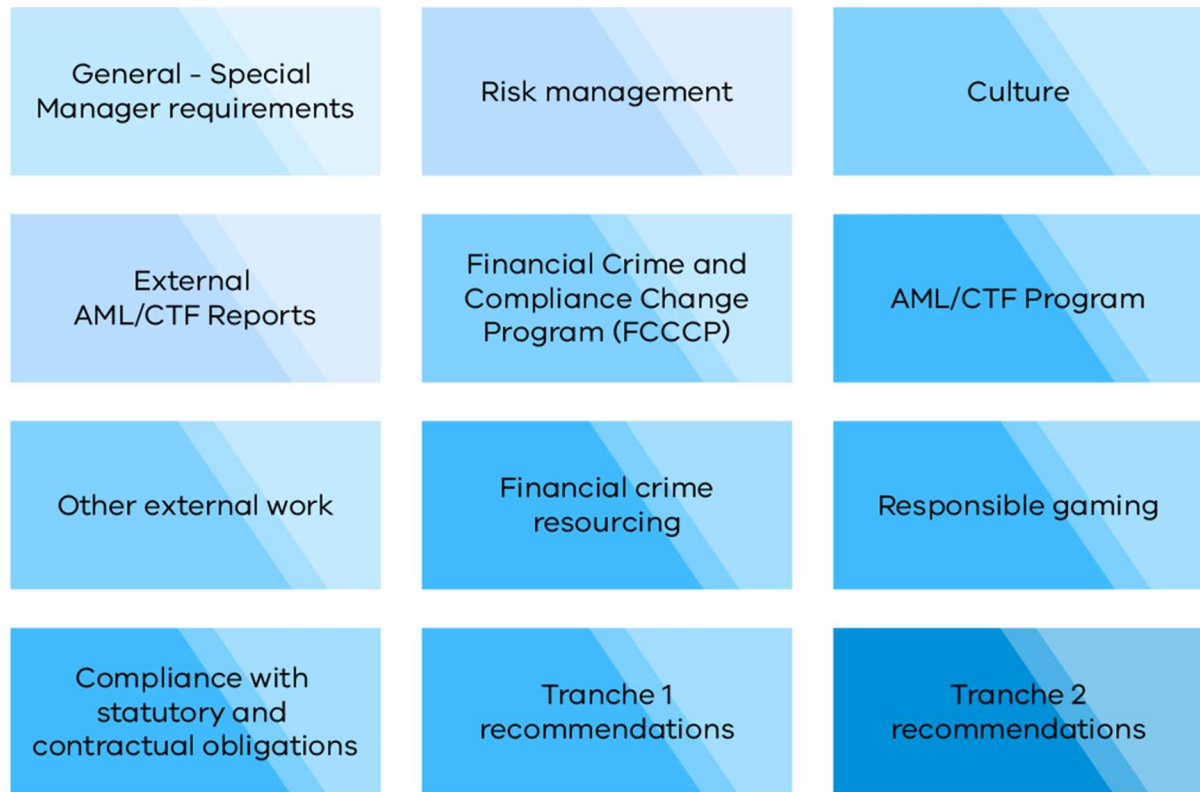 General - Special
Manager requirements
Risk management
Culture
External
AML/CTF Reports
Financial Crime and
Compliance Change
Program (FCCCP)
AML/CTF Program
Other external work
Financial crime
resourcing
Responsible gaming
Compliance with
statutory and
contractual obligations
Tranche 1
recommendations
Tranche 2
recommendations